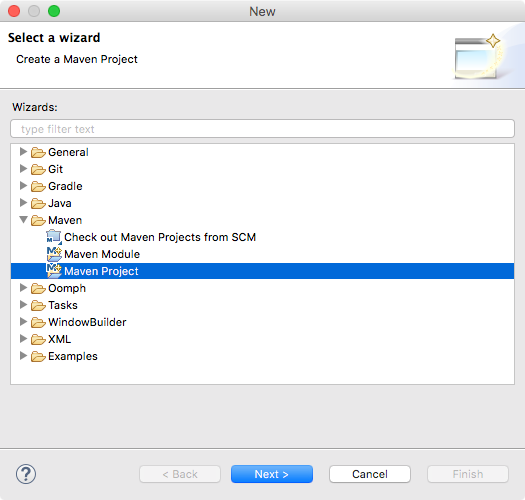 New
Select a wizard
Create a Maven Project
Wizards:
type filter text
General
Git
Gradle
Java
Maven
Check out Maven Projects from SCM
Maven Module
Maven Project
Oomph
Tasks
WindowBuilder
XML
Examples
? < Back Next > Cancel Finish